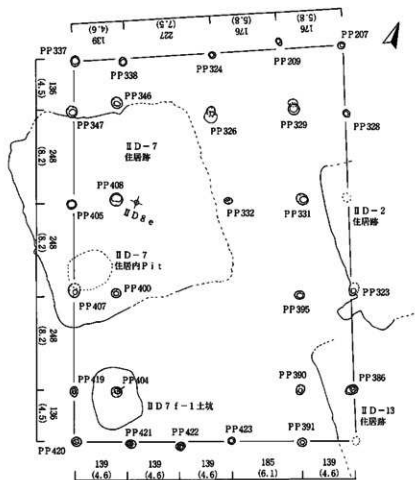 139
(4.6)
227
(7.5)
176
(5.8)
176
(5.8)
PP207
PP337
PP338
PP324
PP209
136
(4.5)
PP346
PP347
PP326
PP329
PP328
248
(8.2)
ⅡD-7
住居跡
PP408
ⅡD8e
PP405
PP332
PP331
ⅡD-2
住居跡
248
(8.2)
ⅡD-7
住居内Pit
PP407
PP400
PP395
PP323
248
(8.2)
PP419
PP404
PP390
PP386
136
(4.5)
ⅡD7f-1土坑
ⅡD-13
住居跡
PP420
PP421
PP422
PP423
PP391
139
(4.6)
139
(4.6)
139
(4.6)
185
(6.1)
139
(4.6)